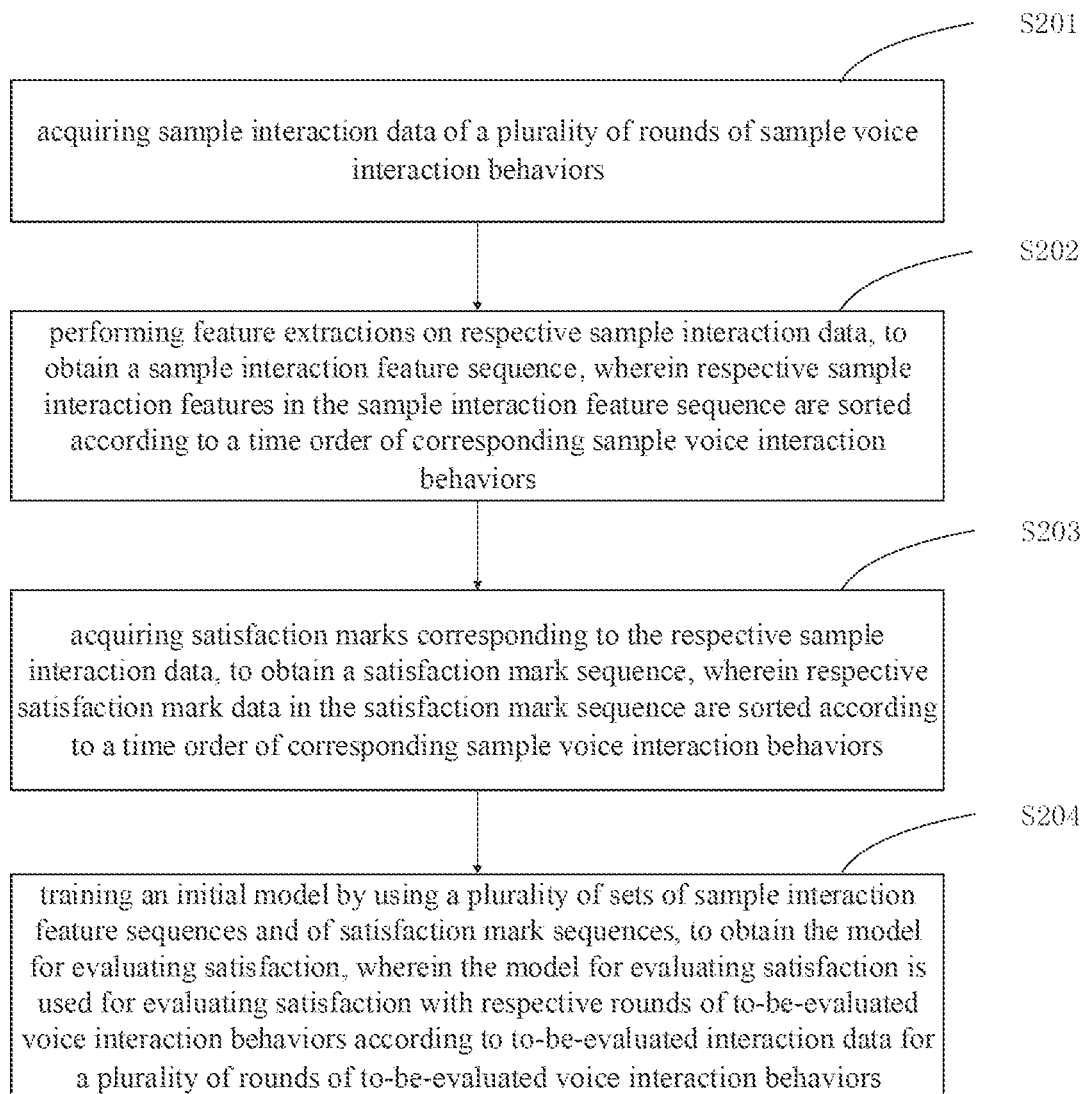 S201
acquiring sample interaction data of a plurality of rounds of sample voice
interaction behaviors
S202
performing feature extractions on respective sample interaction data, to
obtain a sample interaction feature sequence, wherein respective sample
interaction features in the sample interaction feature sequence are sorted
according to a time order of corresponding sample voice interaction
behaviors
S203
acquiring satisfaction marks corresponding to the respective sample
interaction data, to obtain a satisfaction mark sequence, wherein respective
satisfaction mark data in the satisfaction mark sequence are sorted according
to a time order of corresponding sample voice interaction behaviors
S204
training an initial model by using a plurality of sets of sample interaction
feature sequences and of satisfaction mark sequences, to obtain the model
for evaluating satisfaction, wherein the model for evaluating satisfaction is
used for evaluating satisfaction with respective rounds of to-be-evaluated
voice interaction behaviors according to to-be-evaluated interaction data for
a plurality of rounds of to-be-evaluated voice interaction behaviors